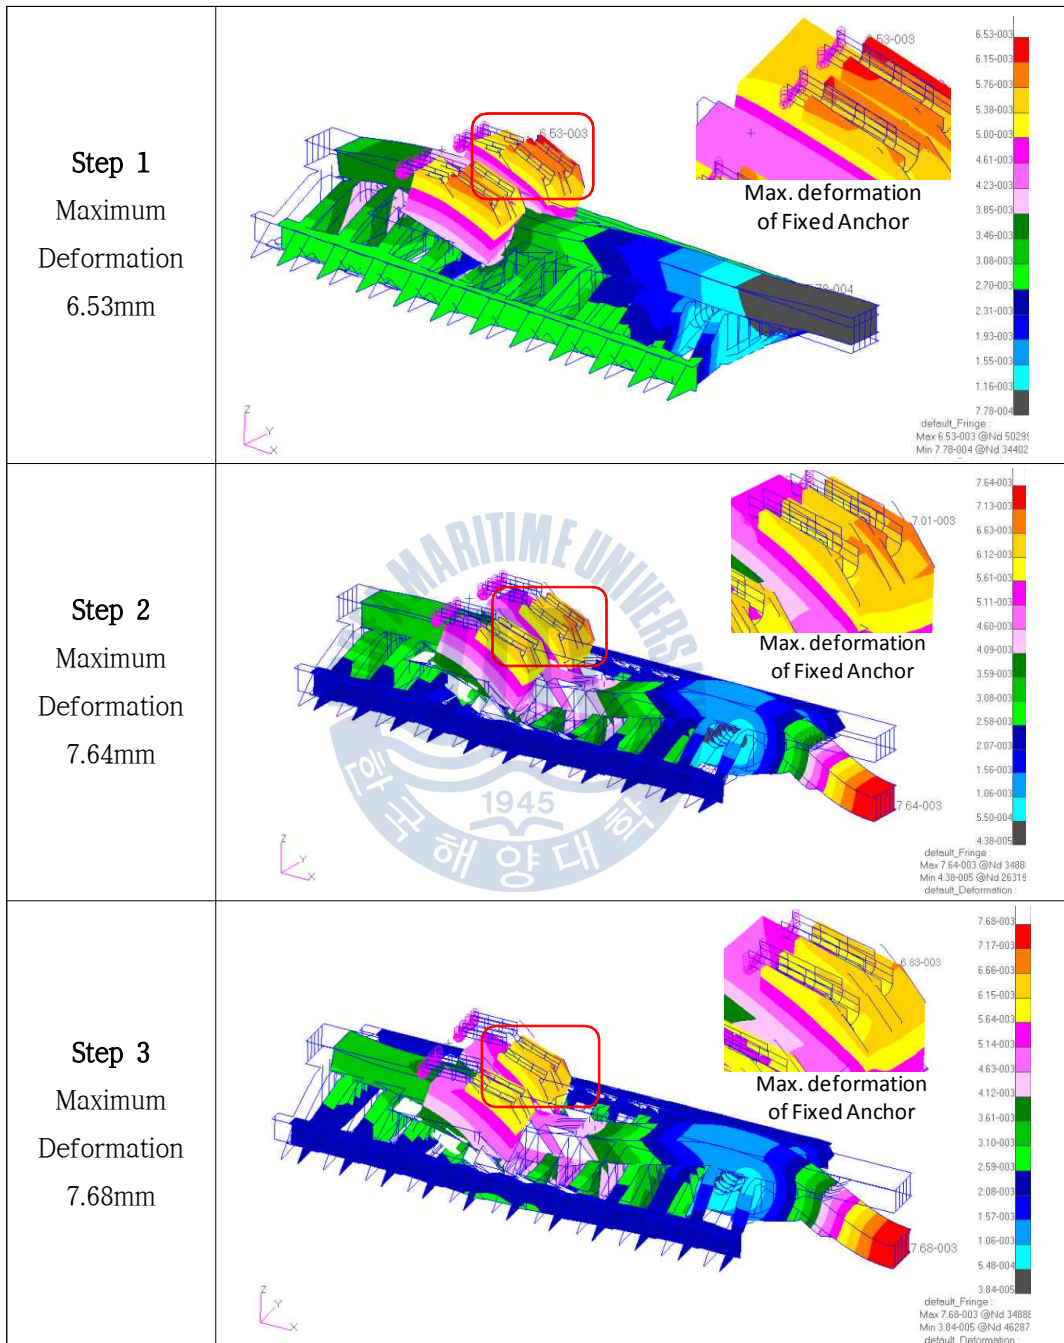 Step 1
Maximum
Deformation
6.53mm
6.53-003
7.78-004
6.53-003
Max. deformation
of Fixed Anchor
6.53-003
6.15-003
5.76-003
5.38-003
5.00-003
4.61-003
4.23-003
3.85-003
3.46-003
3.08-003
2.70-003
2.31-003
1.93-003
1.55-003
1.16-003
7.78-004
default_Fringe :
Max 6.53-003 @Nd 50299
Min 7.78-004 @Nd 34402
Z
Y
X
Step 2
Maximum
Deformation
7.64mm
7.64-003
7.01-003
Max. deformation
of Fixed Anchor
7.64-003
7.13-003
6.63-003
6.12-003
5.61-003
5.11-003
4.60-003
4.09-003
3.59-003
3.08-003
2.58-003
2.07-003
1.56-003
1.06-003
5.50-004
4.38-005
default_Fringe :
Max 7.64-003 @Nd 3488
Min 4.38-005 @Nd 26319
default_Deformation :
Z
Y
X
MARITIME UNIVERS
1945
한국해양대학
Step 3
Maximum
Deformation
7.68mm
7.68-003
6.83-003
Max. deformation
of Fixed Anchor
7.68-003
7.17-003
6.66-003
6.15-003
5.64-003
5.14-003
4.63-003
4.12-003
3.61-003
3.10-003
2.59-003
2.08-003
1.57-003
1.06-003
5.48-004
3.84-005
default_Fringe :
Max 7.68-003 @Nd 3488
Min 3.84-005 @Nd 46287
default_Deformation :
Z
Y
X